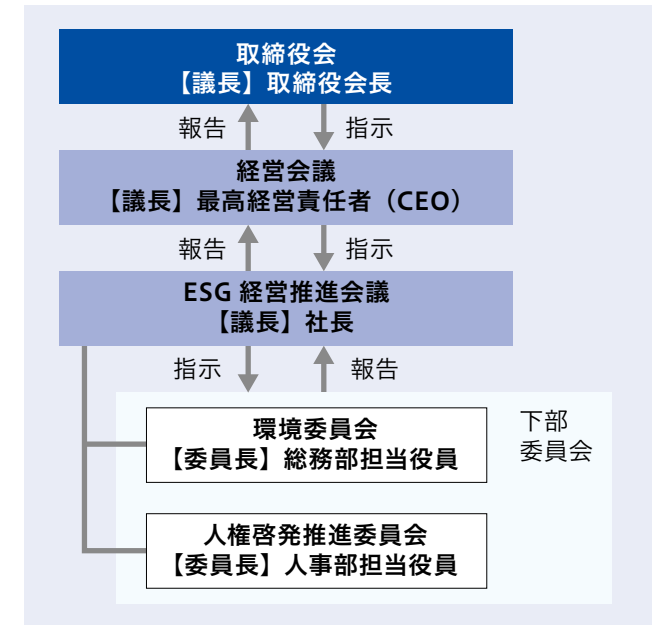 取締役会
【議長】取締役会長
報告 指示
経営会議
【議長】最高経営責任者（CEO）
報告 指示
ESG 経営推進会議
【議長】社長
指示 報告
下部
委員会
環境委員会
【委員長】総務部担当役員
人権啓発推進委員会
【委員長】人事部担当役員